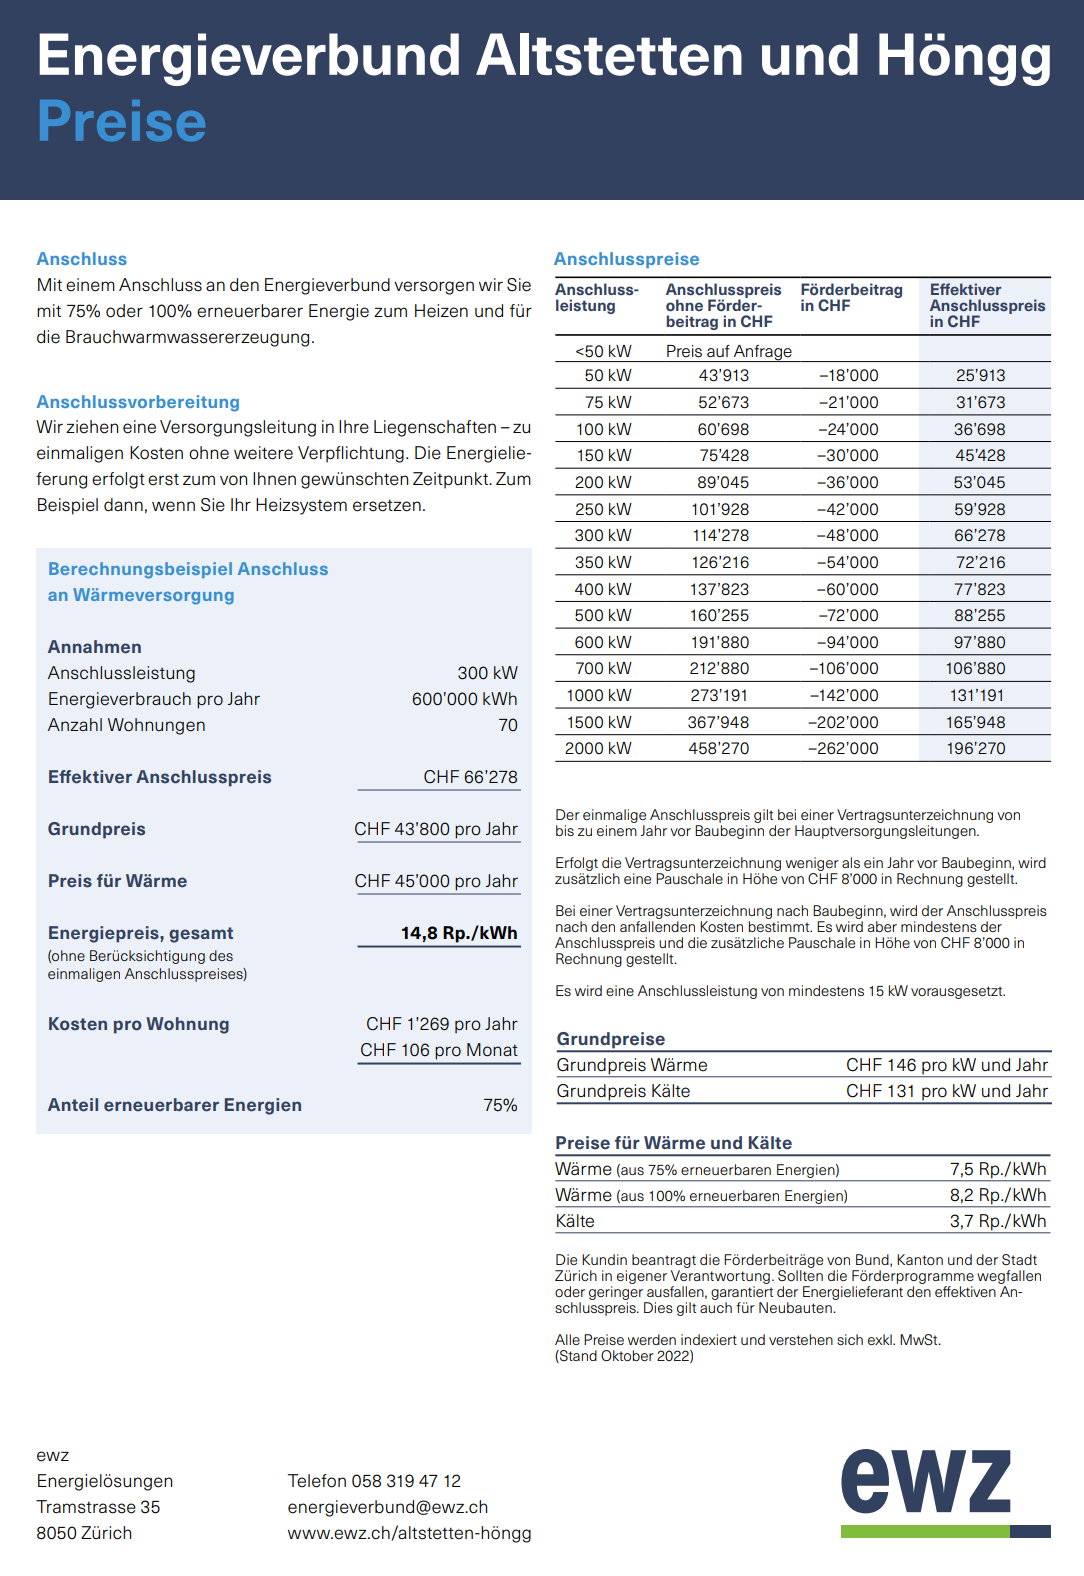 Energieverbund Altstetten und Höngg
Preise
Anschluss
Mit einem Anschluss an den Energieverbund versorgen wir Sie
mit 75% oder 100% erneuerbarer Energie zum Heizen und für
die Brauchwarmwassererzeugung.
Anschlussvorbereitung
Wir ziehen eine Versorgungsleitung in Ihre Liegenschaften – zu
einmaligen Kosten ohne weitere Verpflichtung. Die Energielie-
ferung erfolgt erst zum von Ihnen gewünschten Zeitpunkt. Zum
Beispiel dann, wenn Sie Ihr Heizsystem ersetzen.
Berechnungsbeispiel Anschluss
an Wärmeversorgung
Annahmen
Anschlussleistung 300 kW
Energieverbrauch pro Jahr 600’000 kWh
Anzahl Wohnungen 70
Effektiver Anschlusspreis CHF 66’278
Grundpreis CHF 43’800 pro Jahr
Preis für Wärme CHF 45’000 pro Jahr
Energiepreis, gesamt 14,8 Rp./kWh
(ohne Berücksichtigung des
einmaligen Anschlusspreises)
Kosten pro Wohnung CHF 1’269 pro Jahr
CHF 106 pro Monat
Anteil erneuerbarer Energien 75%
Anschlusspreise
Anschluss- Anschlusspreis Förderbeitrag Effektiver
leistung ohne Förder- in CHF Anschlusspreis
beitrag in CHF in CHF
<50 kW Preis auf Anfrage
50 kW 43’913 –18’000 25’913
75 kW 52’673 –21’000 31’673
100 kW 60’698 –24’000 36’698
150 kW 75’428 –30’000 45’428
200 kW 89’045 –36’000 53’045
250 kW 101’928 –42’000 59’928
300 kW 114’278 –48’000 66’278
350 kW 126’216 –54’000 72’216
400 kW 137’823 –60’000 77’823
500 kW 160’255 –72’000 88’255
600 kW 191’880 –94’000 97’880
700 kW 212’880 –106’000 106’880
1000 kW 273’191 –142’000 131’191
1500 kW 367’948 –202’000 165’948
2000 kW 458’270 –262’000 196’270
Der einmalige Anschlusspreis gilt bei einer Vertragsunterzeichnung von
bis zu einem Jahr vor Baubeginn der Hauptversorgungsleitungen.
Erfolgt die Vertragsunterzeichnung weniger als ein Jahr vor Baubeginn, wird
zusätzlich eine Pauschale in Höhe von CHF 8’000 in Rechnung gestellt.
Bei einer Vertragsunterzeichnung nach Baubeginn, wird der Anschlusspreis
nach den anfallenden Kosten bestimmt. Es wird aber mindestens der
Anschlusspreis und die zusätzliche Pauschale in Höhe von CHF 8’000 in
Rechnung gestellt.
Es wird eine Anschlussleistung von mindestens 15 kW vorausgesetzt.
Grundpreise
Grundpreis Wärme CHF 146 pro kW und Jahr
Grundpreis Kälte CHF 131 pro kW und Jahr
Preise für Wärme und Kälte
Wärme (aus 75% erneuerbaren Energien) 7,5 Rp./kWh
Wärme (aus 100% erneuerbaren Energien) 8,2 Rp./kWh
Kälte 3,7 Rp./kWh
Die Kundin beantragt die Förderbeiträge von Bund, Kanton und der Stadt
Zürich in eigener Verantwortung. Sollten die Förderprogramme wegfallen
oder geringer ausfallen, garantiert der Energielieferant den effektiven An-
schlusspreis. Dies gilt auch für Neubauten.
Alle Preise werden indexiert und verstehen sich exkl. MwSt.
(Stand Oktober 2022)
ewz
Energielösungen Telefon 058 319 47 12
Tramstrasse 35 energieverbund@ewz.ch
8050 Zürich www.ewz.ch/altstetten-höngg
ewz